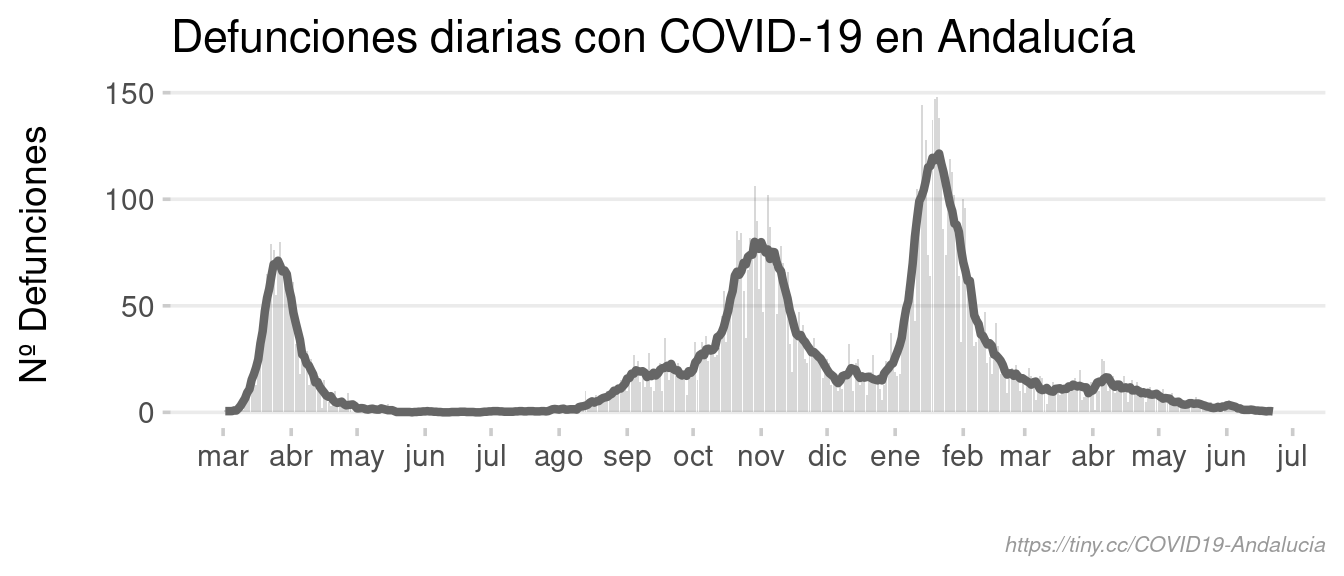 Defunciones diarias con COVID-19 en Andalucía
Nº Defunciones
150
100
50
0
mar abr may jun jul ago sep oct nov dic ene feb mar abr may jun jul
https://tiny.cc/COVID19-Andalucia